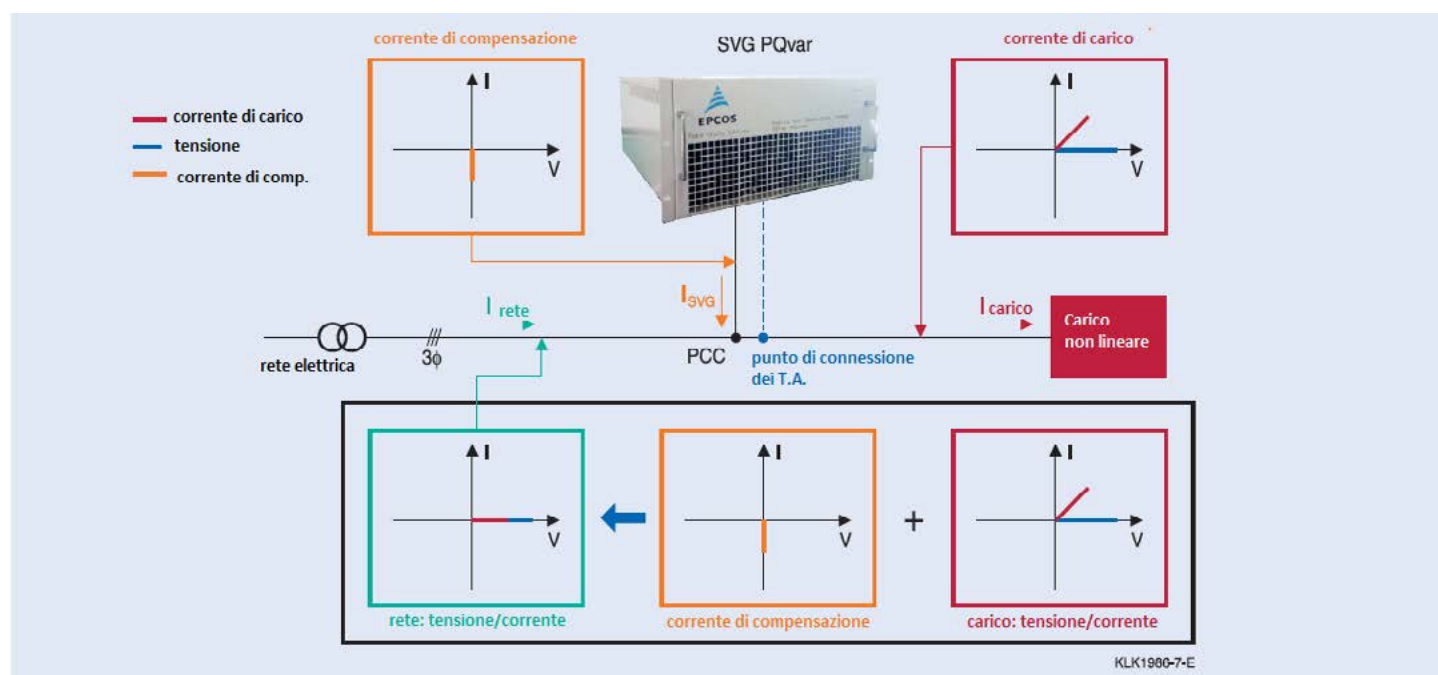 corrente di compensazione
SVG PQvar
corrente di carico
I
V
EPCOS
I
V
corrente di carico
tensione
corrente di comp.
I rete
I SVG
I carico
Carico
non lineare
rete elettrica
3ϕ
PCC
punto di connessione
dei T.A.
I
V
I
V
+
I
V
rete: tensione/corrente
corrente di compensazione
carico: tensione/corrente
KLK1986-7-E